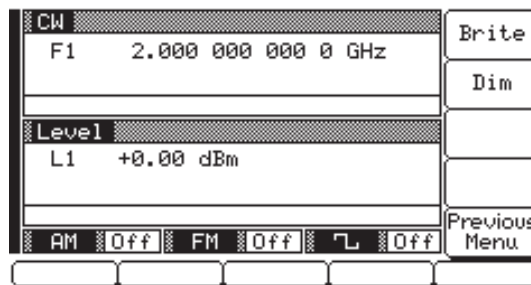 CW
F1 2.000 000 000 0 GHz
Level
L1 +0.00 dBm
AM Off FM Off Off
Brite
Dim
Previous
Menu